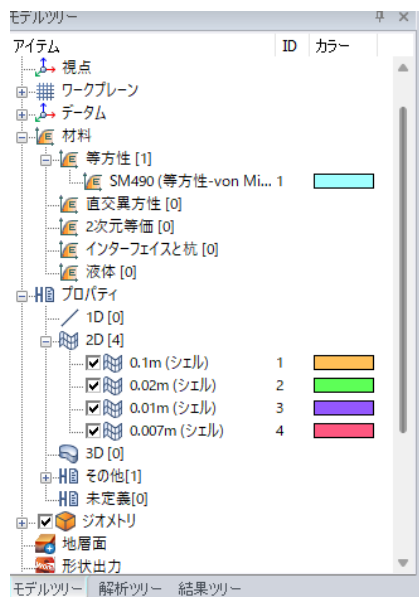 モデルツリー
アイテム ID カラー
視点
ワークプレーン
データム
材料
等方性 [1]
SM490 (等方性-von Mi... 1
直交異方性 [0]
2次元等価 [0]
インターフェイスと杭 [0]
液体 [0]
プロパティ
1D [0]
2D [4]
0.1m (シェル) 1
0.02m (シェル) 2
0.01m (シェル) 3
0.007m (シェル) 4
3D [0]
その他[1]
未定義[0]
ジオメトリ
地層面
形状出力
モデルツリー 解析ツリー 結果ツリー